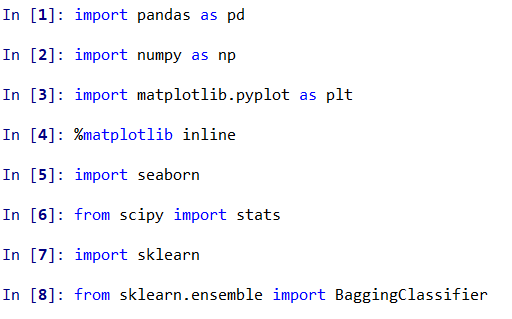 In [1]: import pandas as pd
In [2]: import numpy as np
In [3]: import matplotlib.pyplot as plt
In [4]: %matplotlib inline
In [5]: import seaborn
In [6]: from scipy import stats
In [7]: import sklearn
In [8]: from sklearn.ensemble import BaggingClassifier